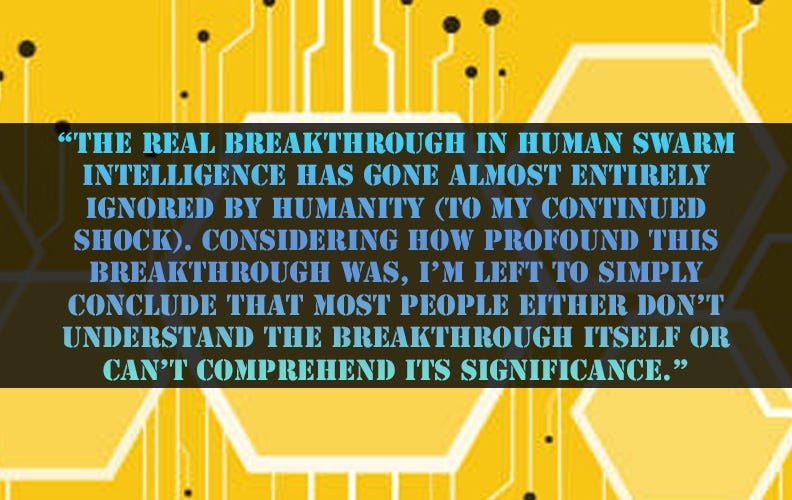 “THE REAL BREAKTHROUGH IN HUMAN SWARM
INTELLIGENCE HAS GONE ALMOST ENTIRELY
IGNORED BY HUMANITY (TO MY CONTINUED
SHOCK). CONSIDERING HOW PROFOUND THIS
BREAKTHROUGH WAS, I’M LEFT TO SIMPLY
CONCLUDE THAT MOST PEOPLE EITHER DON’T
UNDERSTAND THE BREAKTHROUGH ITSELF OR
CAN’T COMPREHEND ITS SIGNIFICANCE.”